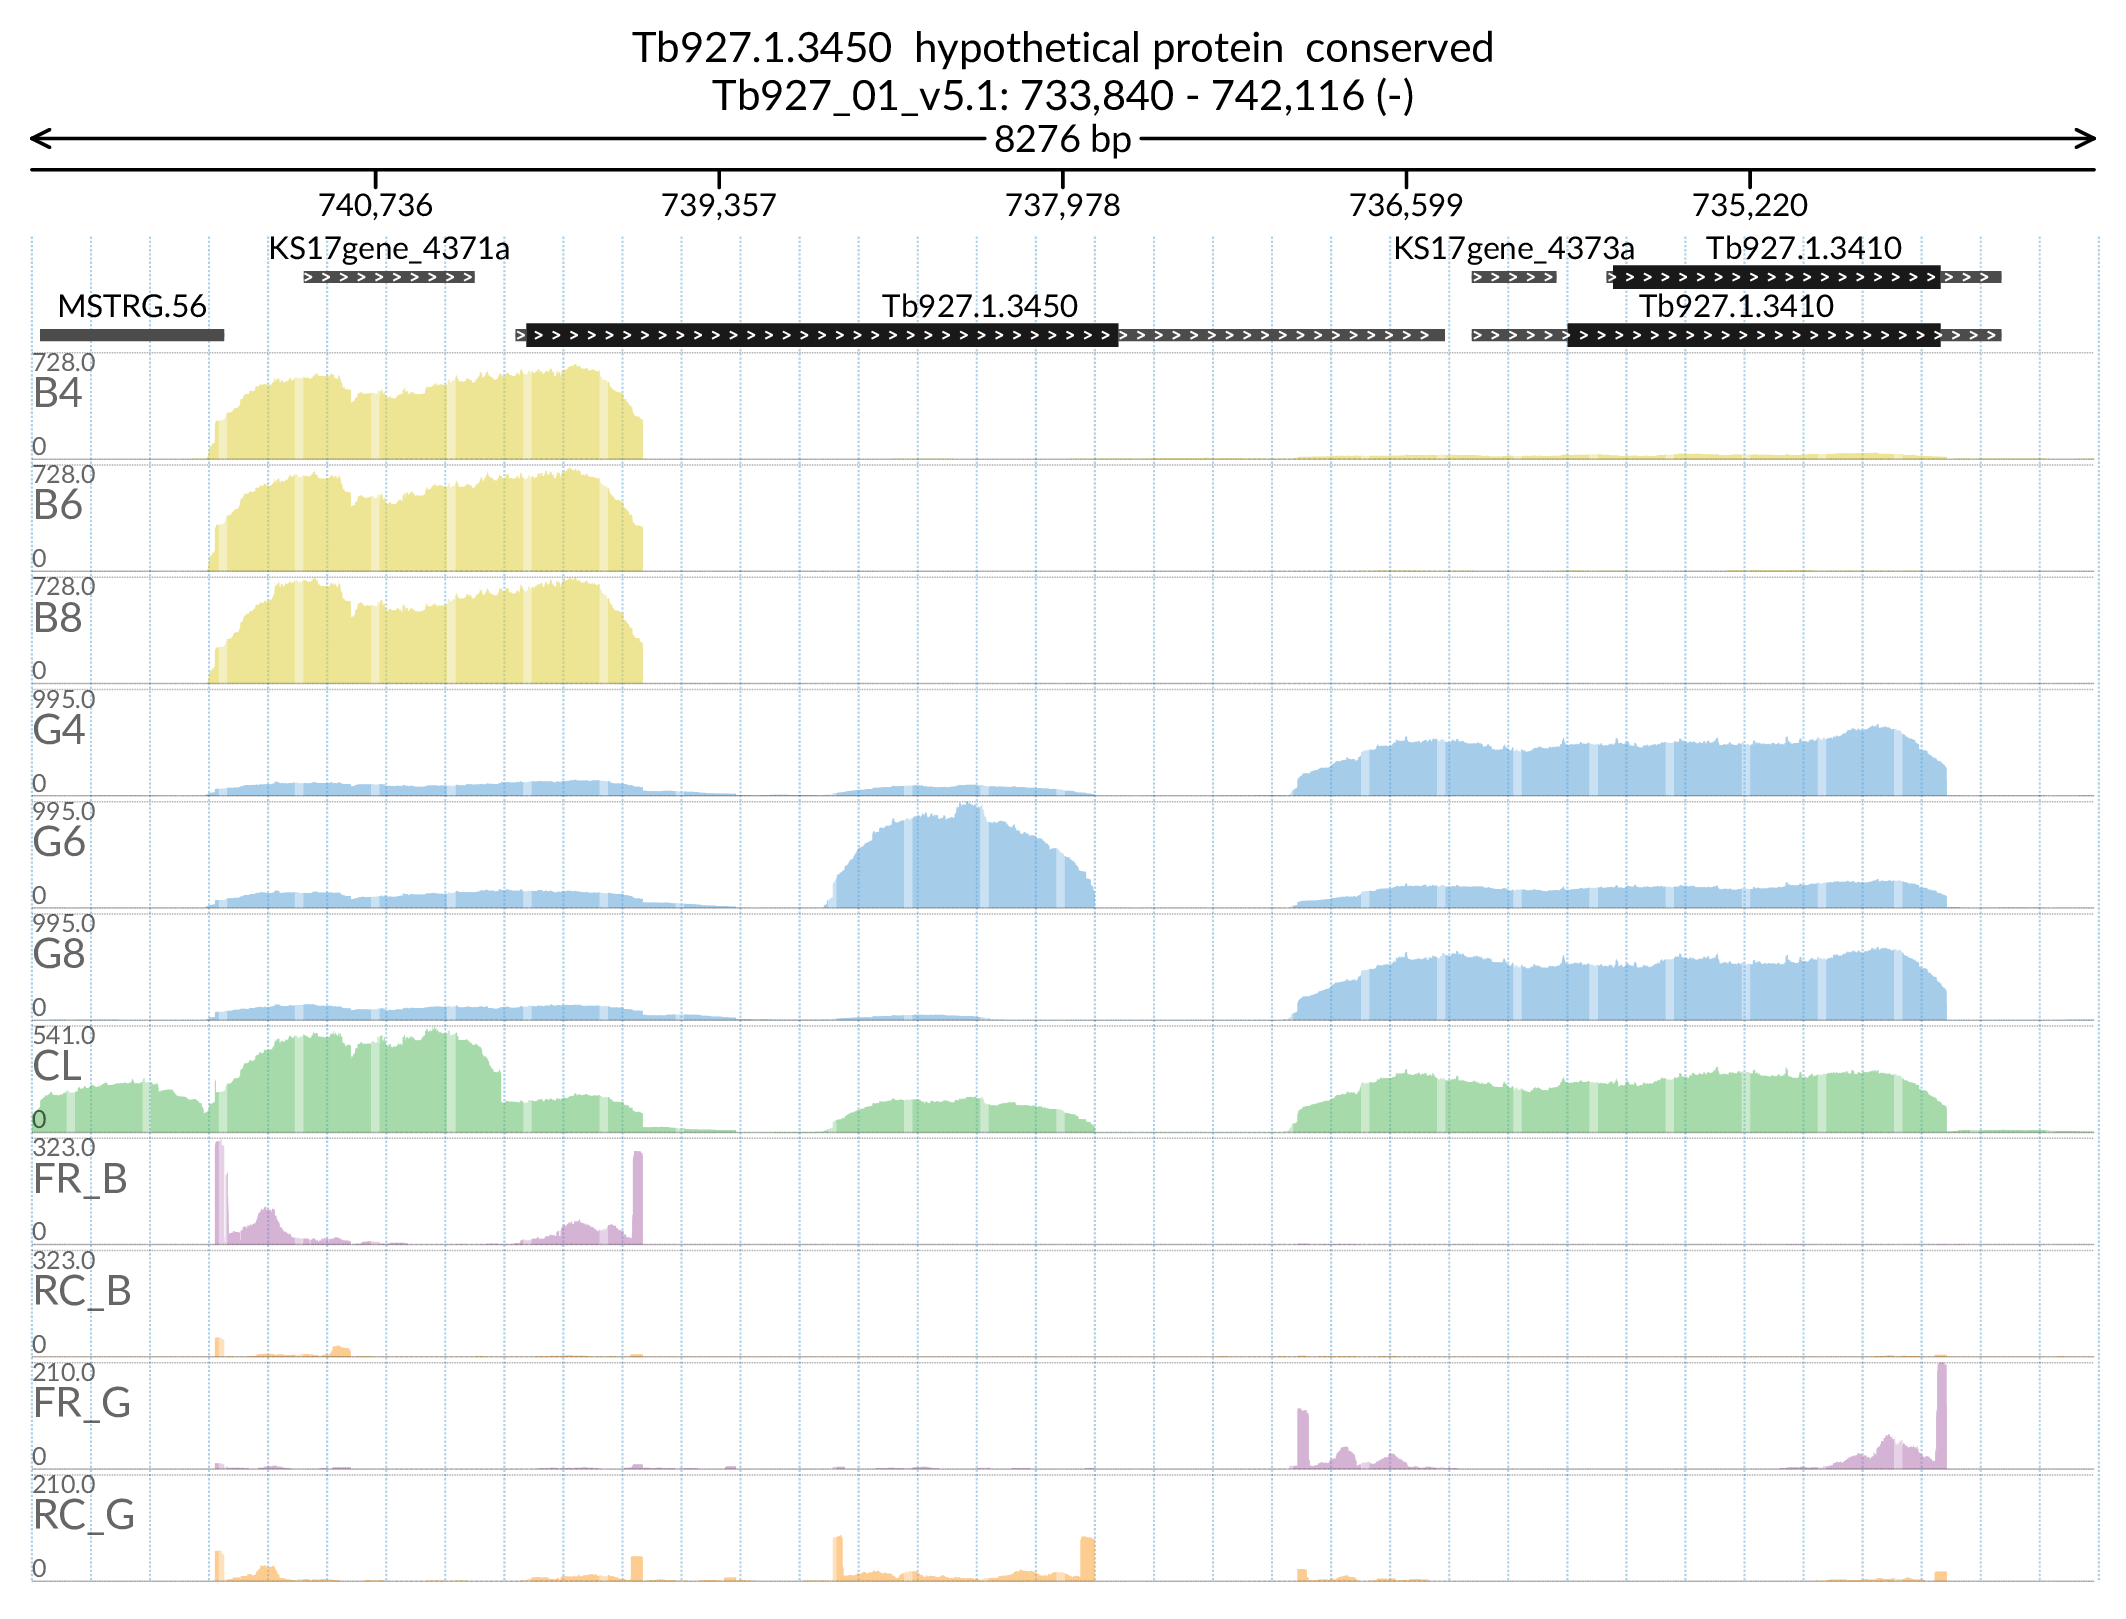 Tb927.1.3450 hypothetical protein conserved
Tb927_01_v5.1: 733,840 - 742,116 (-)
8276 bp
740,736 739,357 737,978 736,599 735,220
KS17gene_4371a KS17gene_4373a Tb927.1.3410
MSTRG.56 Tb927.1.3450 Tb927.1.3410
728.0
B4
0
728.0
B6
0
728.0
B8
0
995.0
G4
0
995.0
G6
0
995.0
G8
0
541.0
CL
0
323.0
FR_B
0
323.0
RC_B
0
210.0
FR_G
0
210.0
RC_G
0